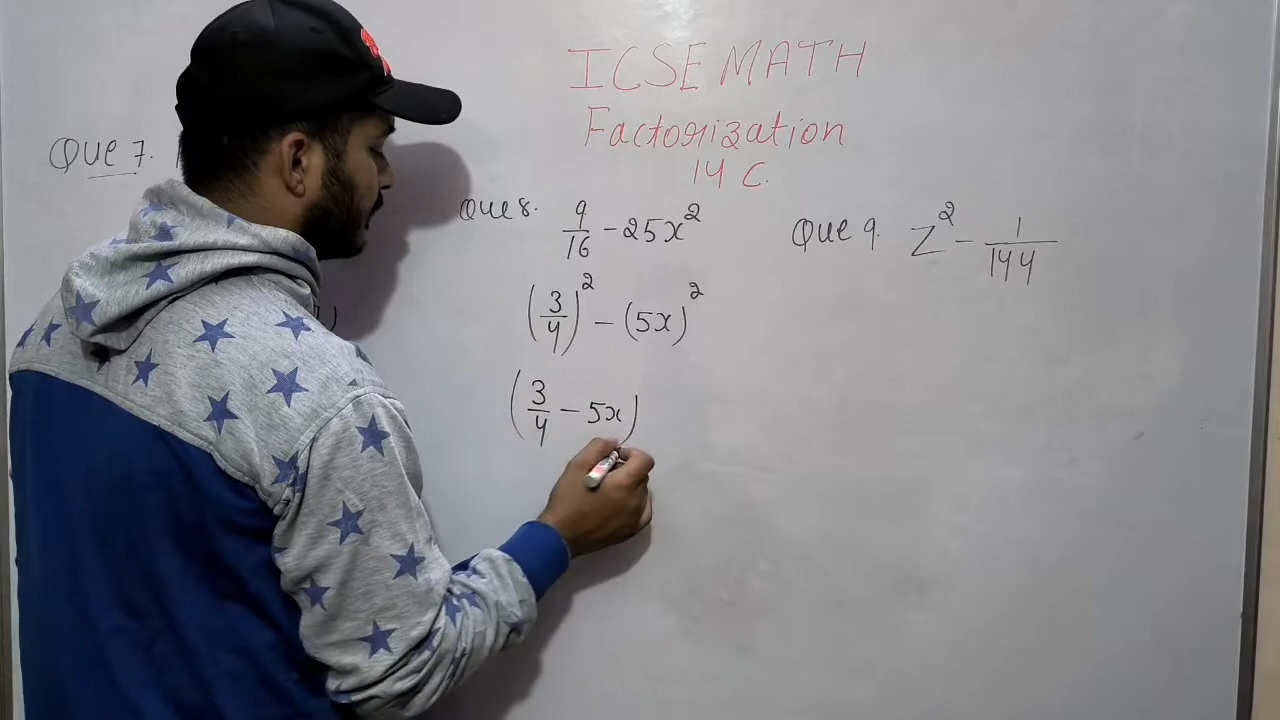 ICSE MATH
Factorization
14 C.
Que 7.
Que 8. 9/16 - 25x²
(3/4)² - (5x)²
(3/4 - 5x)
Que 9. Z² - 1/144